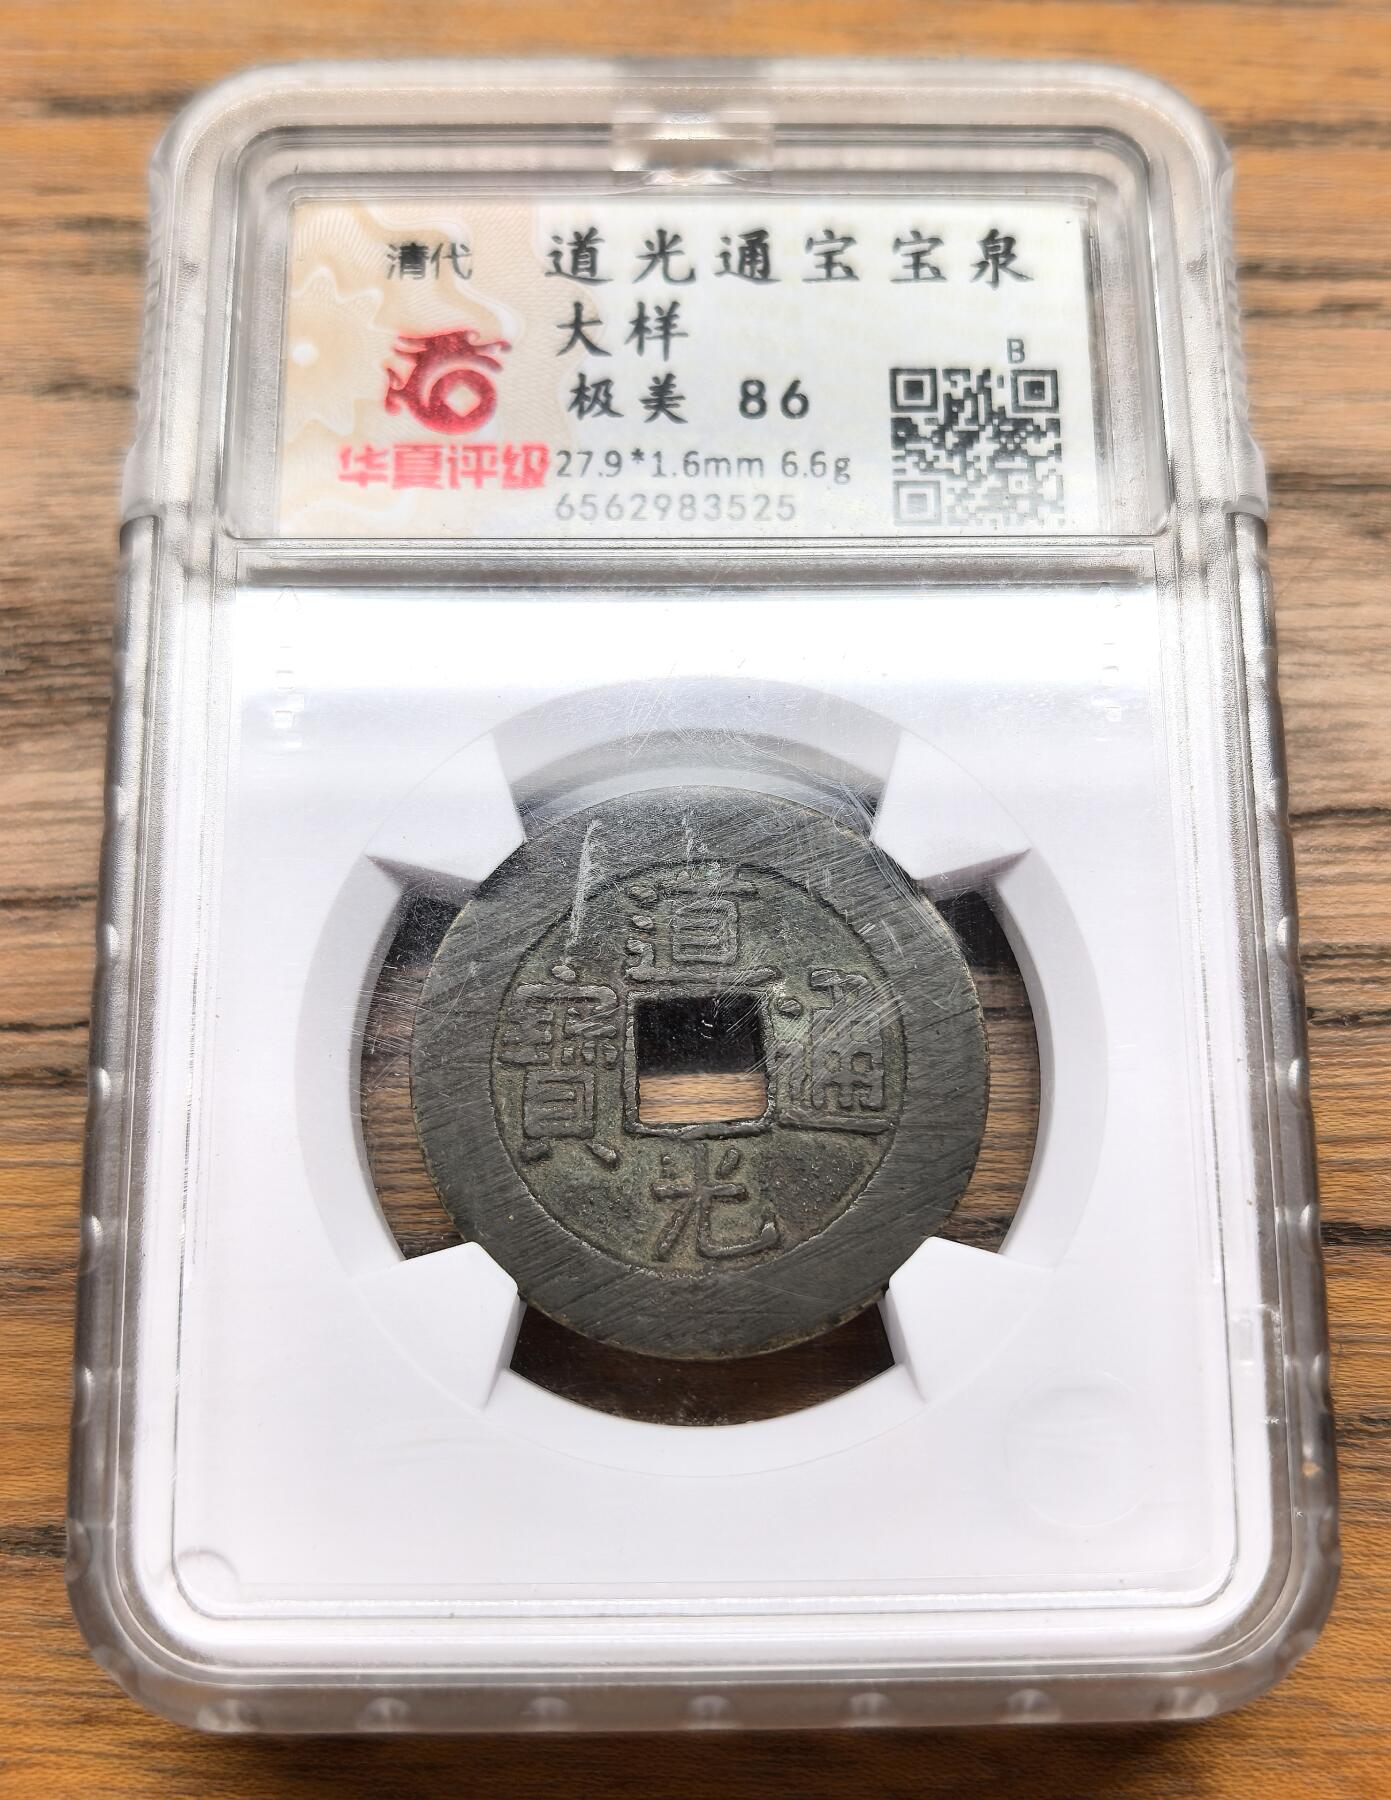 清代
道光通宝宝泉
大样
极美 86
B
华夏评级
27.9*1.6mm 6.6g
6562983525
道光通寳